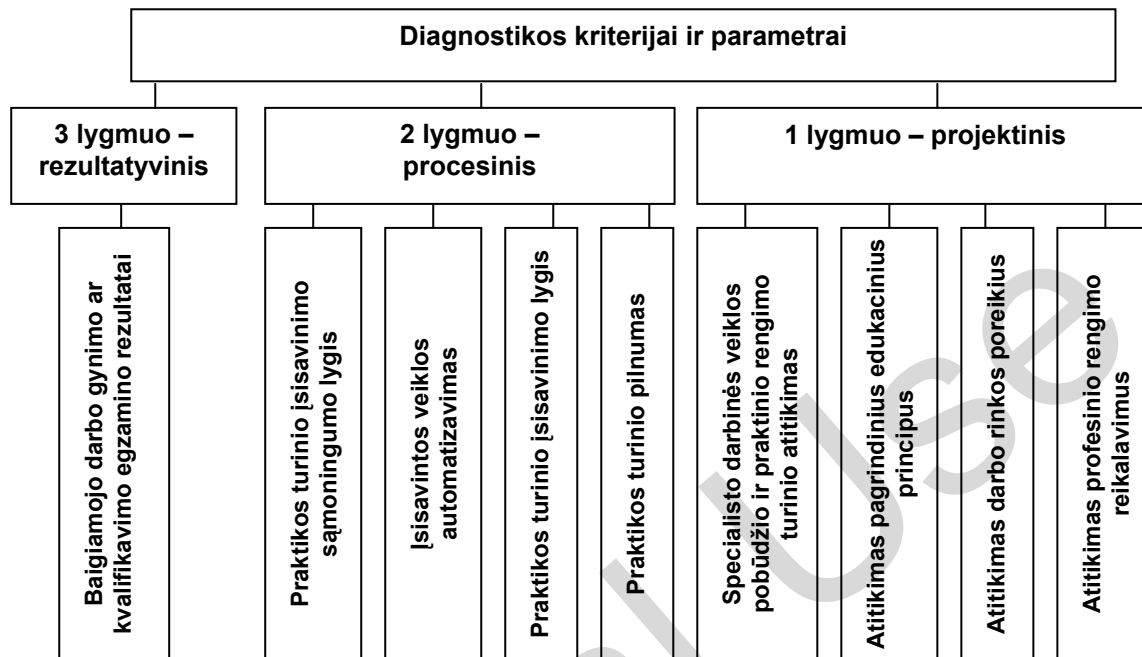 Diagnostikos kriterijai ir parametrai
3 lygmuo –
rezultatyvinis
2 lygmuo –
procesinis
1 lygmuo – projektinis
Baigiamojo darbo gynimo ar
kvalifikavimo egzamino rezultatai
Praktikos turinio įsisavinimo
sąmoningumo lygis
Įsisavintos veiklos
automatizavimas
Praktikos turinio įsisavinimo lygis
Praktikos turinio pilnumas
Specialisto darbinės veiklos
pobūdžio ir praktinio rengimo
turinio atitikimas
Atitikimas pagrindinius edukacinius
principus
Atitikimas darbo rinkos poreikius
Atitikimas profesinio rengimo
reikalavimus
Use